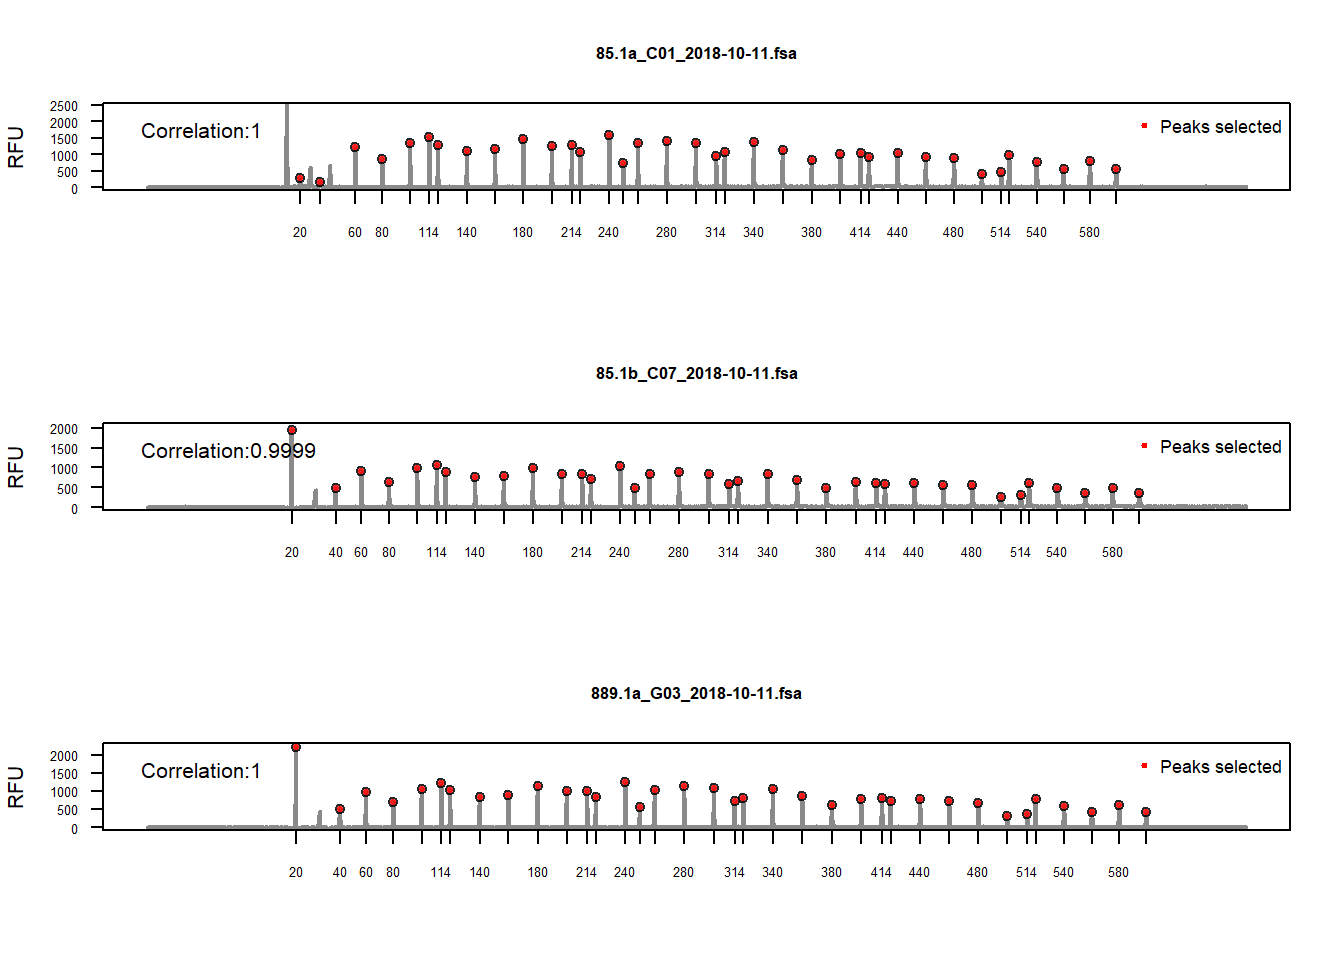 85.1a_C01_2018-10-11.fsa
RFU
2500
2000
1500
1000
500
0
Correlation:1
Peaks selected
20 60 80 114 140 180 214 240 280 314 340 380 414 440 480 514 540 580
85.1b_C07_2018-10-11.fsa
RFU
2000
1500
1000
500
0
Correlation:0.9999
Peaks selected
20 40 60 80 114 140 180 214 240 280 314 340 380 414 440 480 514 540 580
889.1a_G03_2018-10-11.fsa
RFU
2000
1500
1000
500
0
Correlation:1
Peaks selected
20 40 60 80 114 140 180 214 240 280 314 340 380 414 440 480 514 540 580